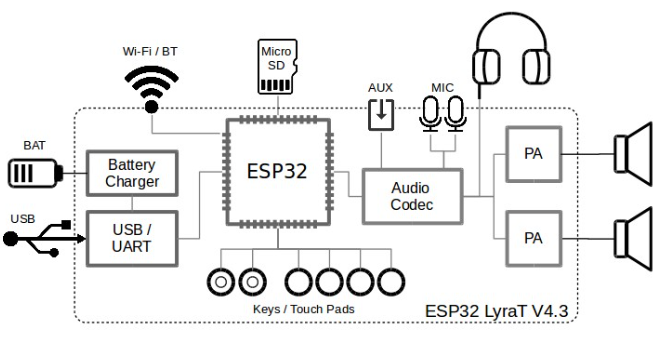 Wi-Fi / BT
Micro
SD
AUX
MIC
BAT
Battery
Charger
ESP32
PA
Audio
Codec
USB
USB /
UART
PA
Keys / Touch Pads
ESP32 LyraT V4.3